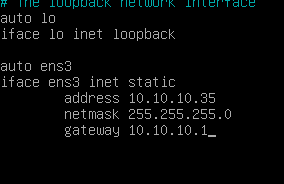 # The loopback network interface
auto lo
iface lo inet loopback
auto ens3
iface ens3 inet static
address 10.10.10.35
netmask 255.255.255.0
gateway 10.10.10.1